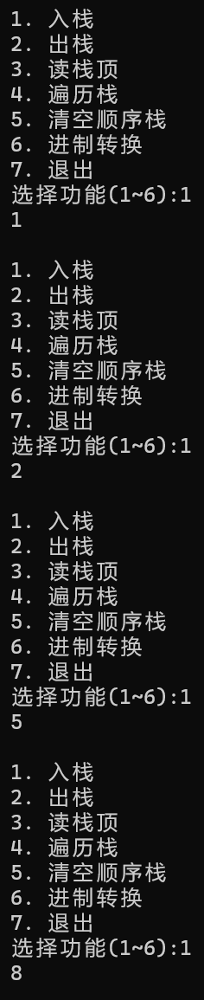 1. 入栈
2. 出栈
3. 读栈顶
4. 遍历栈
5. 清空顺序栈
6. 进制转换
7. 退出
选择功能(1~6):1
1
1. 入栈
2. 出栈
3. 读栈顶
4. 遍历栈
5. 清空顺序栈
6. 进制转换
7. 退出
选择功能(1~6):1
2
1. 入栈
2. 出栈
3. 读栈顶
4. 遍历栈
5. 清空顺序栈
6. 进制转换
7. 退出
选择功能(1~6):1
5
1. 入栈
2. 出栈
3. 读栈顶
4. 遍历栈
5. 清空顺序栈
6. 进制转换
7. 退出
选择功能(1~6):1
8